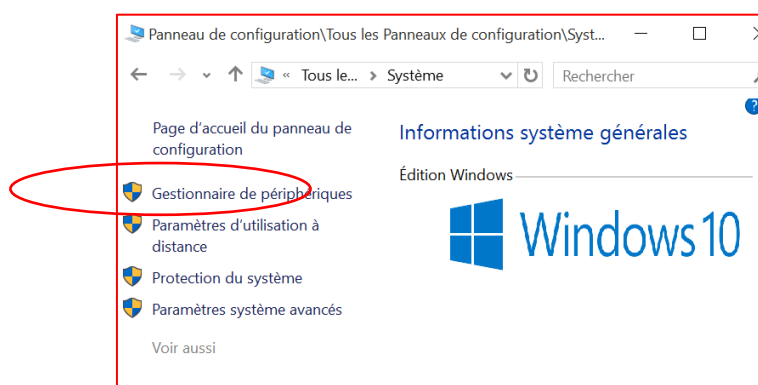 Panneau de configuration\Tous les Panneaux de configuration\Syst...
« Tous le... > Système
Rechercher
?
Page d'accueil du panneau de
configuration
Gestionnaire de périphériques
Paramètres d'utilisation à
distance
Protection du système
Paramètres système avancés
Voir aussi
Informations système générales
Édition Windows
Windows 10